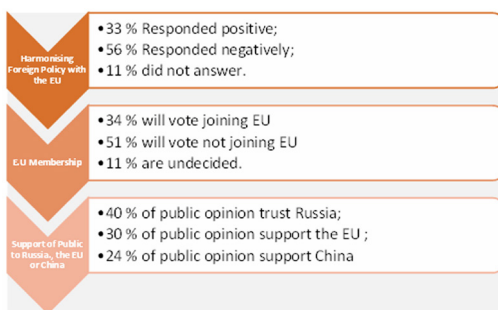 Harmonising
Foreign Policy with
the EU
•33 % Responded positive;
•56 % Responded negatively;
•11 % did not answer.
E.U Membership
•34 % will vote joining EU
•51 % will vote not joining EU
•11 % are undecided.
Support of Public
to Russia., the EU
or China
•40 % of public opinion trust Russia;
•30 % of public opinion support the EU ;
•24 % of public opinion support China